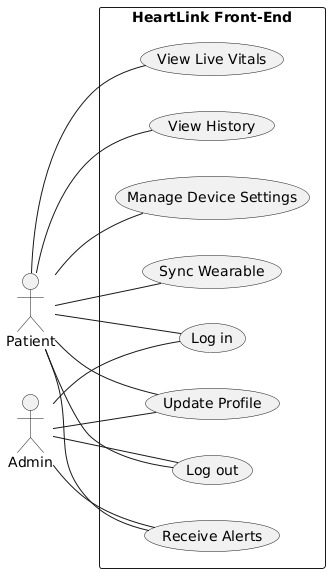 HeartLink Front-End
View Live Vitals
View History
Manage Device Settings
Sync Wearable
Patient
Log in
Update Profile
Admin
Log out
Receive Alerts